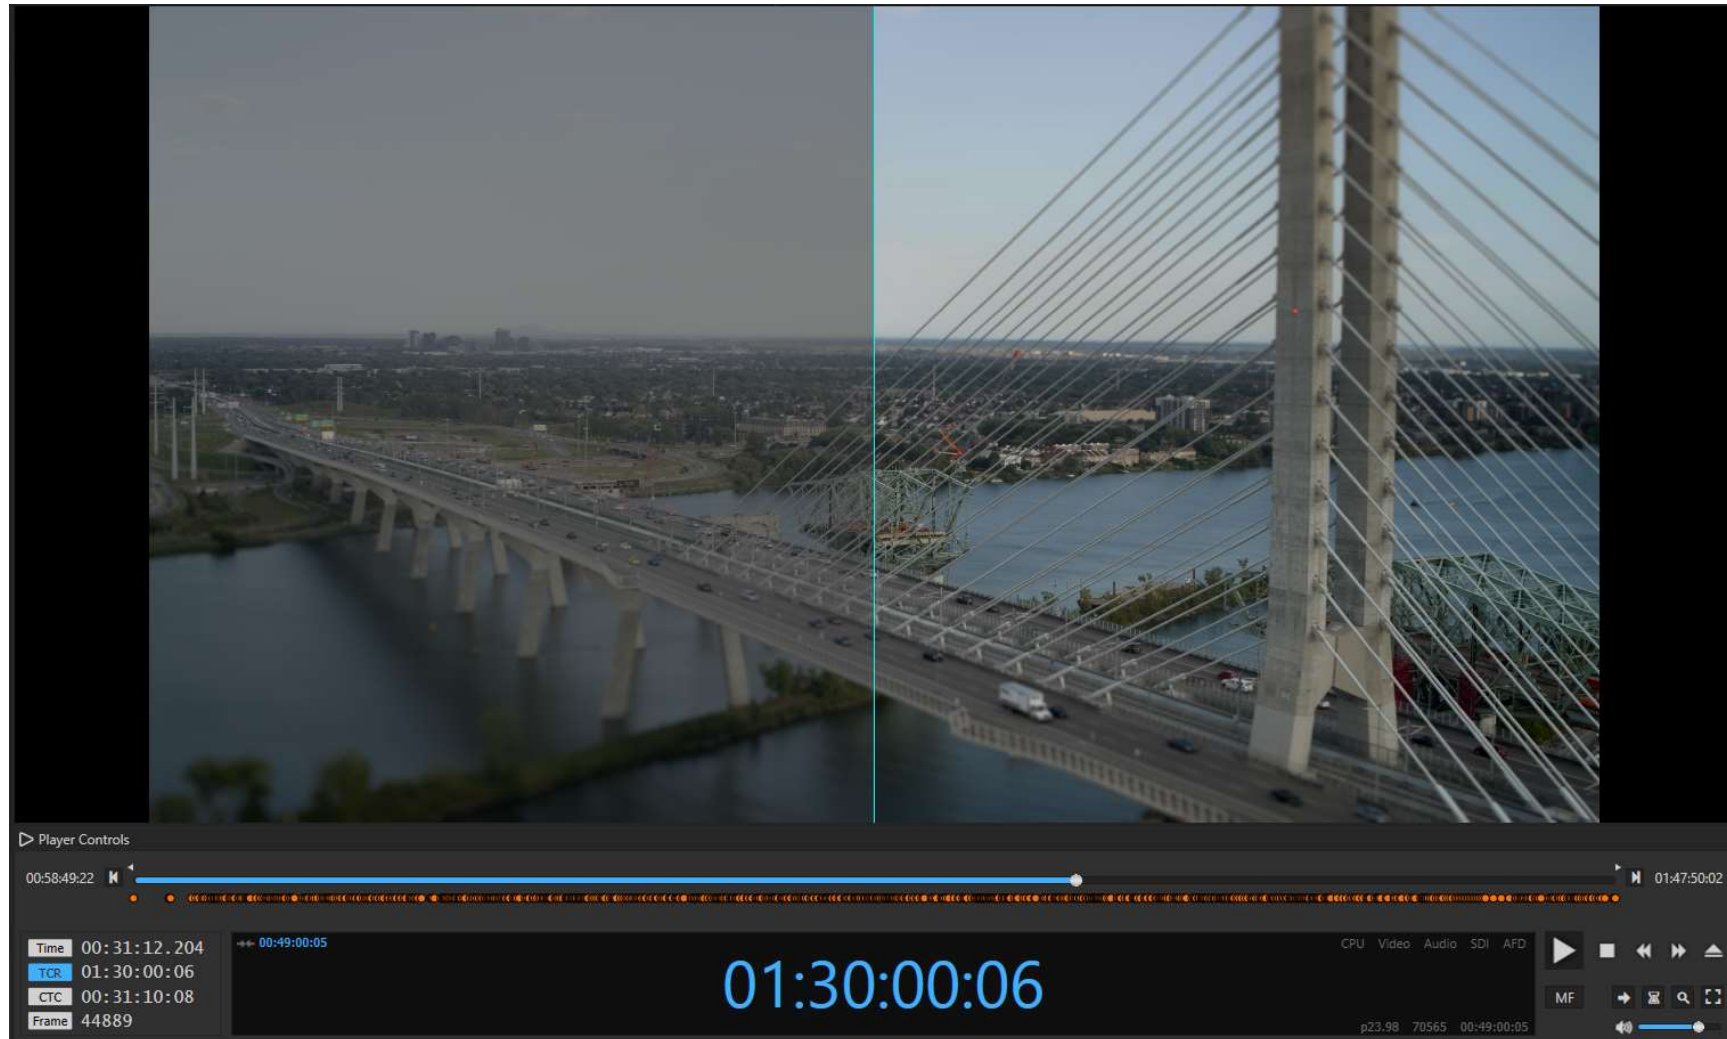 Player Controls
00:58:49:22
01:47:50:02
Time 00:31:12.204
TCR 01:30:00:06
CTC 00:31:10:08
Frame 44889
00:49:00:05
CPU Video Audio SDI AFD
01:30:00:06
p23.98 70565 00:49:00:05
MF